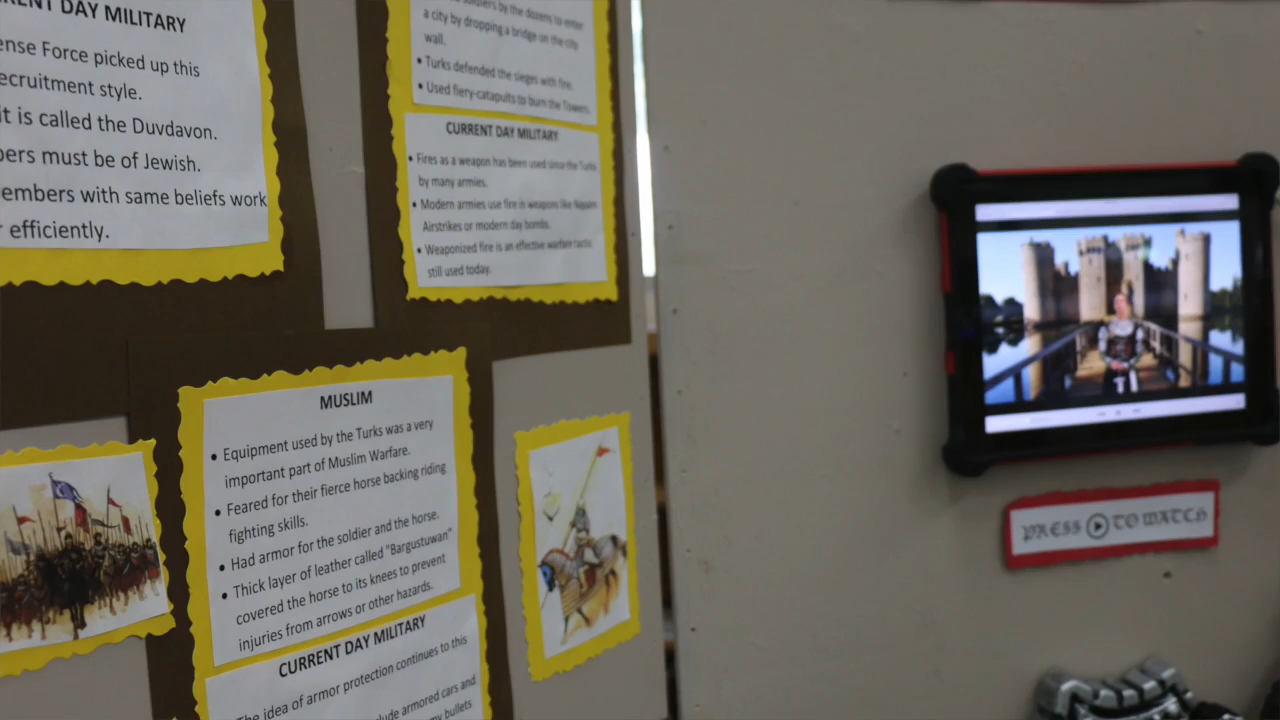 RENT DAY MILITARY
ense Force picked up this
ecruitment style.
it is called the Duvdavon.
bers must be of Jewish.
embers with same beliefs work
r efficiently.
soldiers by the dozens to enter
a city by dropping a bridge on the city
wall.
• Turks defended the sieges with fire.
• Used fiery-catapults to burn the Towers.
CURRENT DAY MILITARY
• Fires as a weapon has been used since the Turks
by many armies.
• Modern armies use fire in weapons like Napalm
Airstrikes or modern day bombs.
• Weaponized fire is an effective warfare tactic
still used today.
MUSLIM
• Equipment used by the Turks was a very
important part of Muslim Warfare.
• Feared for their fierce horse backing riding
fighting skills.
• Had armor for the soldier and the horse.
• Thick layer of leather called "Bargustuwan"
covered the horse to its knees to prevent
injuries from arrows or other hazards.
CURRENT DAY MILITARY
he idea of armor protection continues to this
lude armored cars and
my bullets
PRESS TO WATCH